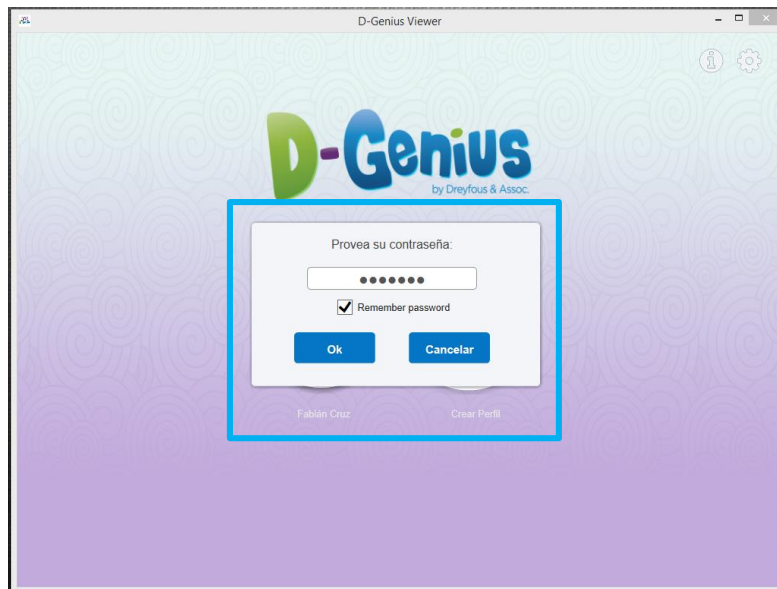 D-Genius Viewer
D-Genius
by Dreyfous & Assoc.
Provea su contraseña:
●●●●●●●
Remember password
Ok Cancelar
Fabián Cruz Crear Perfil